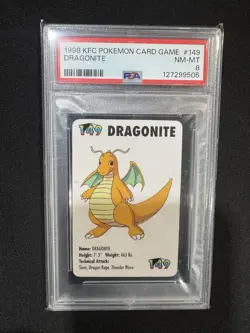 1998 KFC POKEMON CARD GAME #149
DRAGONITE NM-MT
8
PSA 127299506
149 DRAGONITE
Name: DRAGONITE
Height: 7' 3" Weight: 463 lbs.
Technical Attack:
Slam, Dragon Rage, Thunder Wave
149